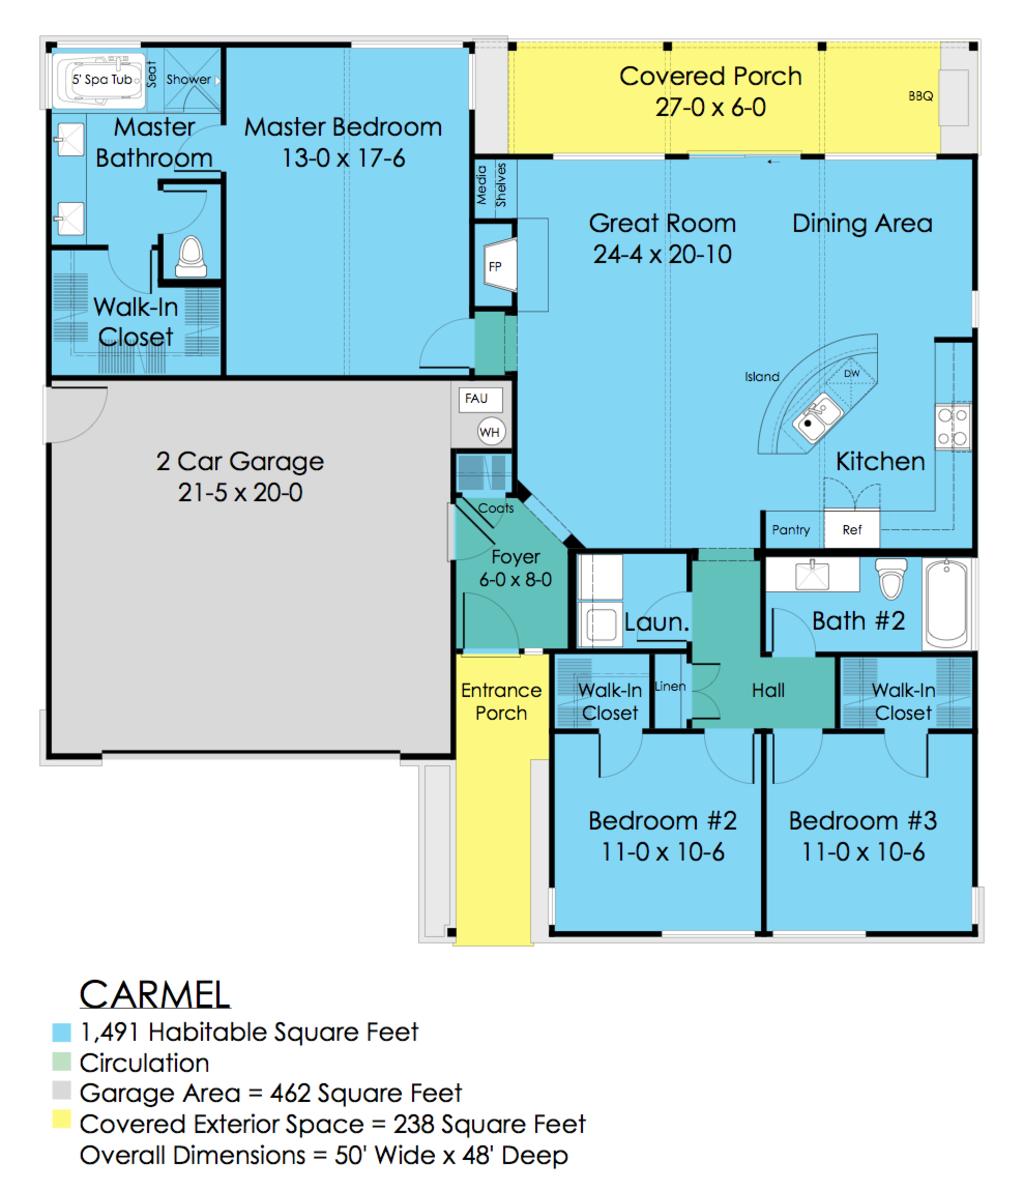 Covered Porch
27-0 x 6-0
BBQ
5' Spa Tub
Seat
Shower
Master
Bathroom
Master Bedroom
13-0 x 17-6
Media
Shelves
Great Room
24-4 x 20-10
Dining Area
FP
Walk-In
Closet
Island
DW
FAU
WH
2 Car Garage
21-5 x 20-0
Kitchen
Coats
Pantry
Ref
Foyer
6-0 x 8-0
Laun.
Bath #2
Entrance
Porch
Walk-In
Closet
Linen
Hall
Walk-In
Closet
Bedroom #2
11-0 x 10-6
Bedroom #3
11-0 x 10-6
CARMEL
1,491 Habitable Square Feet
Circulation
Garage Area = 462 Square Feet
Covered Exterior Space = 238 Square Feet
Overall Dimensions = 50' Wide x 48' Deep